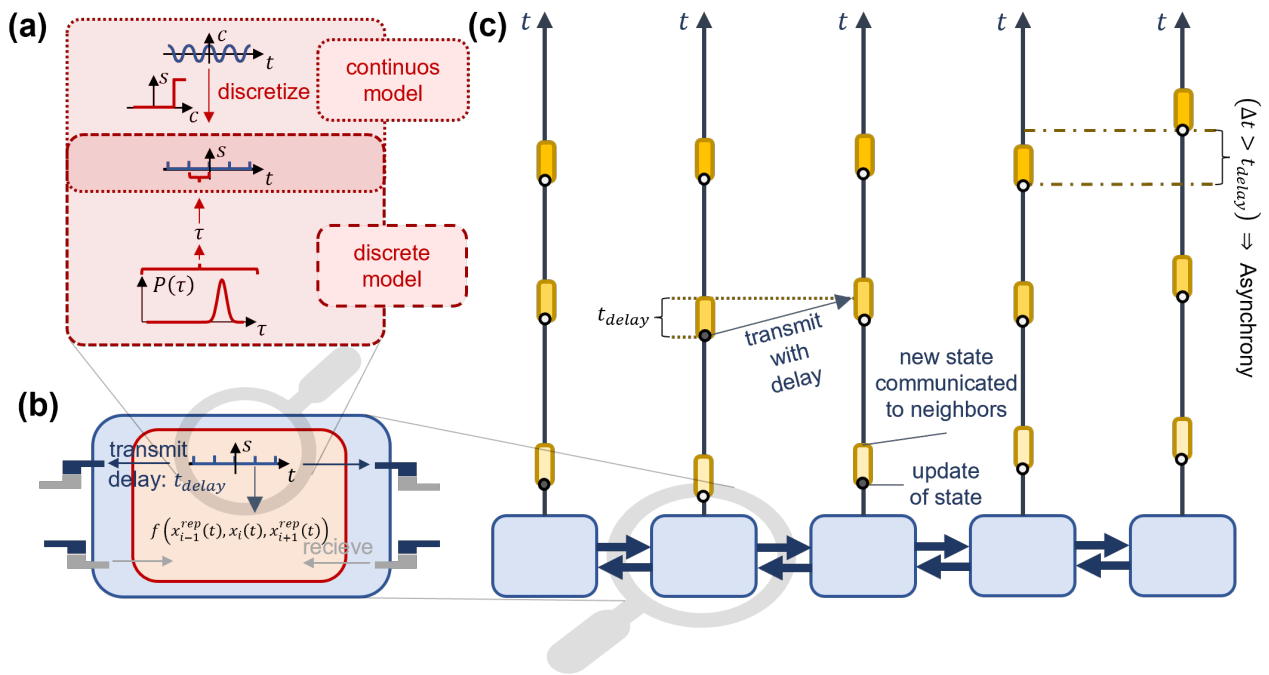 (a)
c
t
S
c
discretize
continuos
model
S
t
τ
P(τ)
τ
discrete
model
(b)
transmit
delay: t_delay
S
t
f(x_{i-1}^{rep}(t), x_i(t), x_{i+1}^{rep}(t))
recieve
(c)
t
t
t
t
t
t_delay
transmit
with
delay
new state
communicated
to neighbors
update
of state
(Δt > t_delay) ⇒ Asynchrony